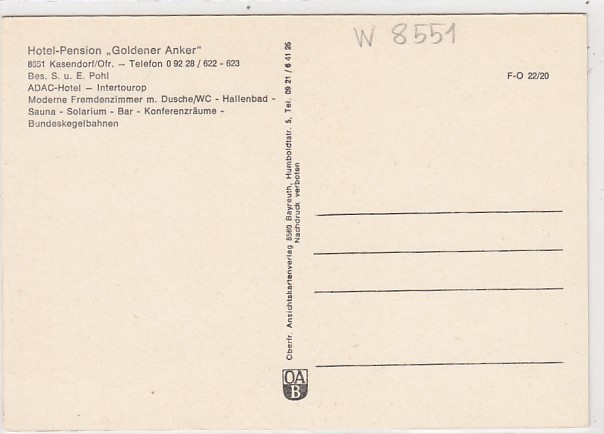 Hotel-Pension „Goldener Anker"
8551 Kasendorf/Ofr. — Telefon 0 92 28 / 622 - 623
Bes. S. u. E. Pohl
ADAC-Hotel — Intertourop
Moderne Fremdenzimmer m. Dusche/WC - Hallenbad -
Sauna - Solarium - Bar - Konferenzräume -
Bundeskegelbahnen
W 8551
F-O 22/20
Oberfr. Ansichtskartenverlag 8580 Bayreuth, Humboldtstr. 5, Tel. 09 21 / 6 41 25
Nachdruck verboten
OA
B